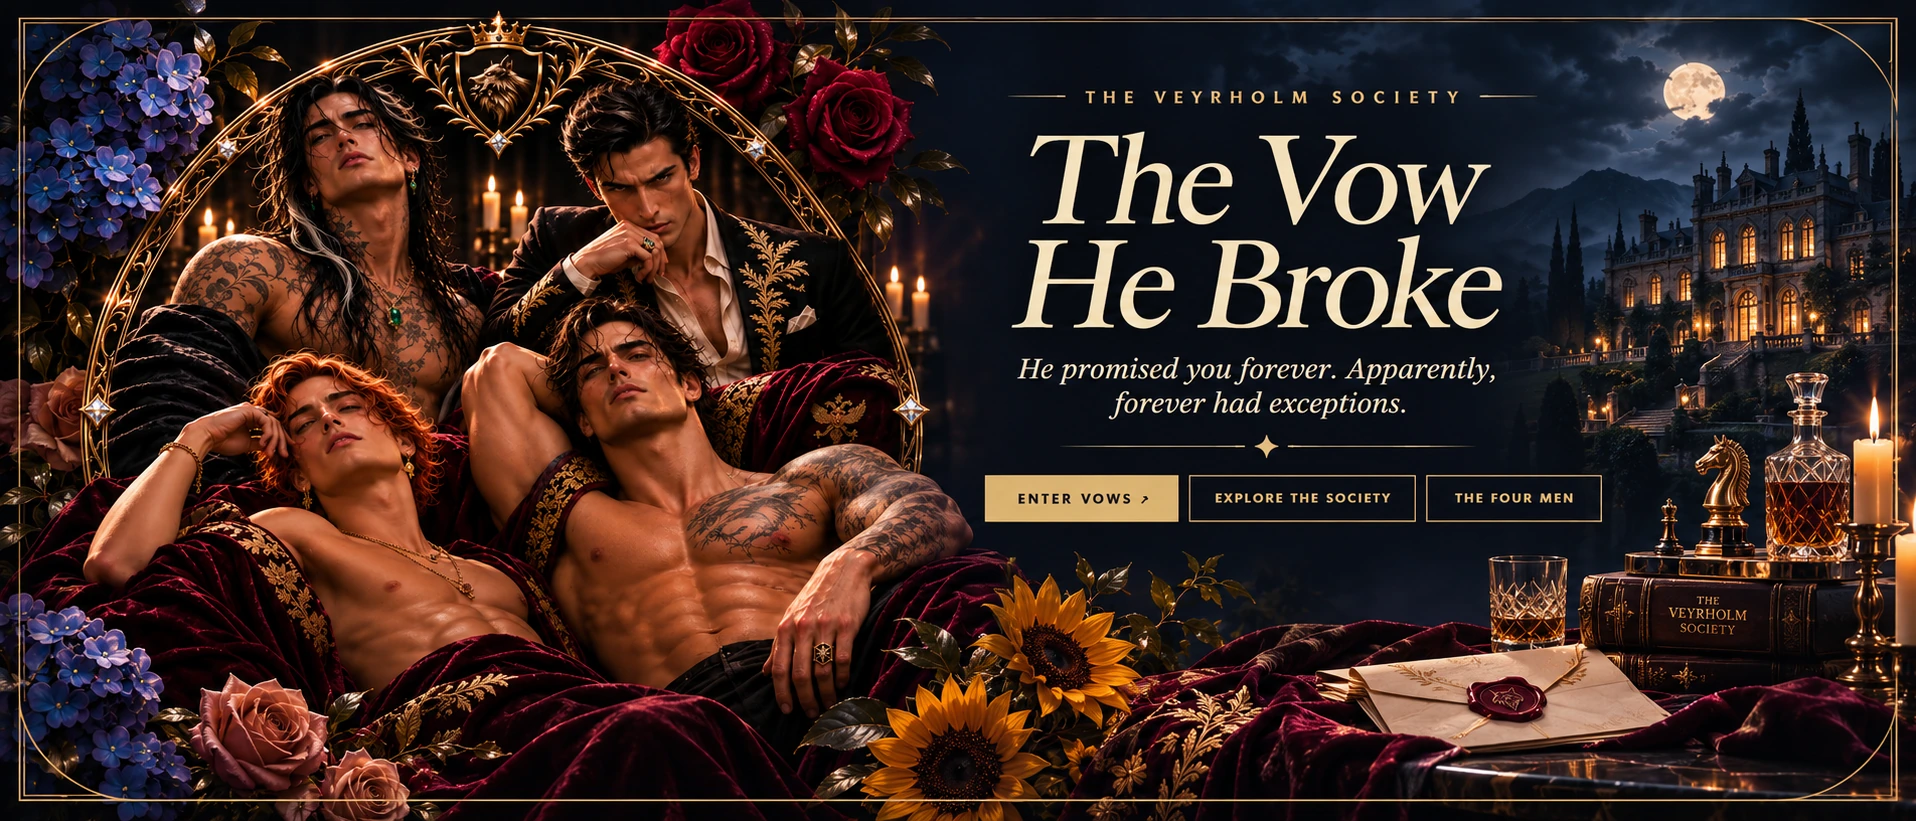 THE VEYRHOLM SOCIETY
The Vow
He Broke
He promised you forever. Apparently,
forever had exceptions.
ENTER VOWS ↗
EXPLORE THE SOCIETY
THE FOUR MEN
THE
VEYRHOLM
SOCIETY